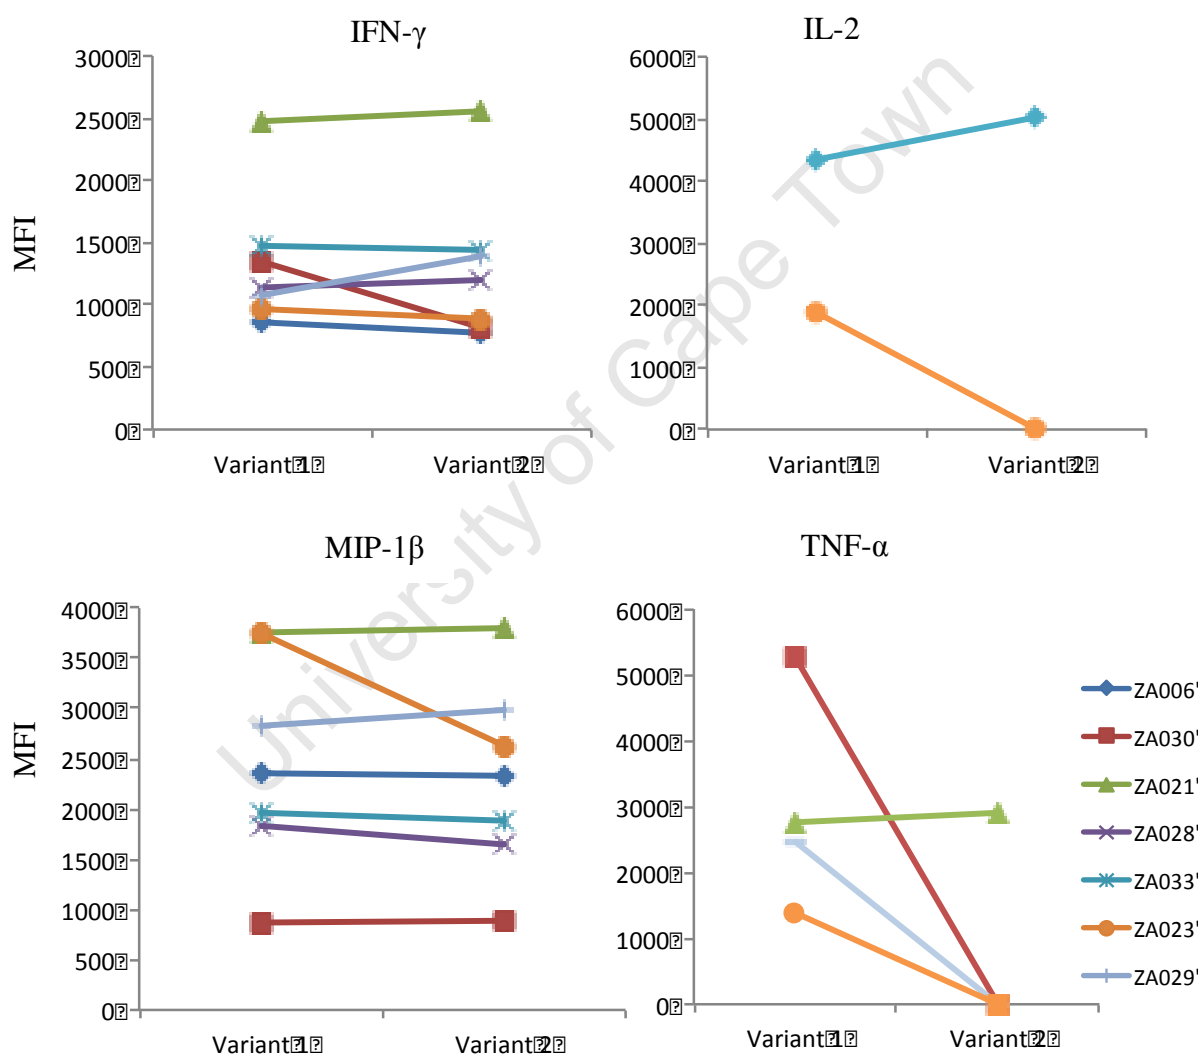 IFN-γ
3000
2500
2000
1500
1000
500
0
MFI
Variant 1
Variant 2
IL-2
6000
5000
4000
3000
2000
1000
0
Variant 1
Variant 2
MIP-1β
4000
3500
3000
2500
2000
1500
1000
500
0
MFI
Variant 1
Variant 2
TNF-α
6000
5000
4000
3000
2000
1000
0
Variant 1
Variant 2
ZA006'
ZA030'
ZA021'
ZA028'
ZA033'
ZA023'
ZA029'
University of Cape Town